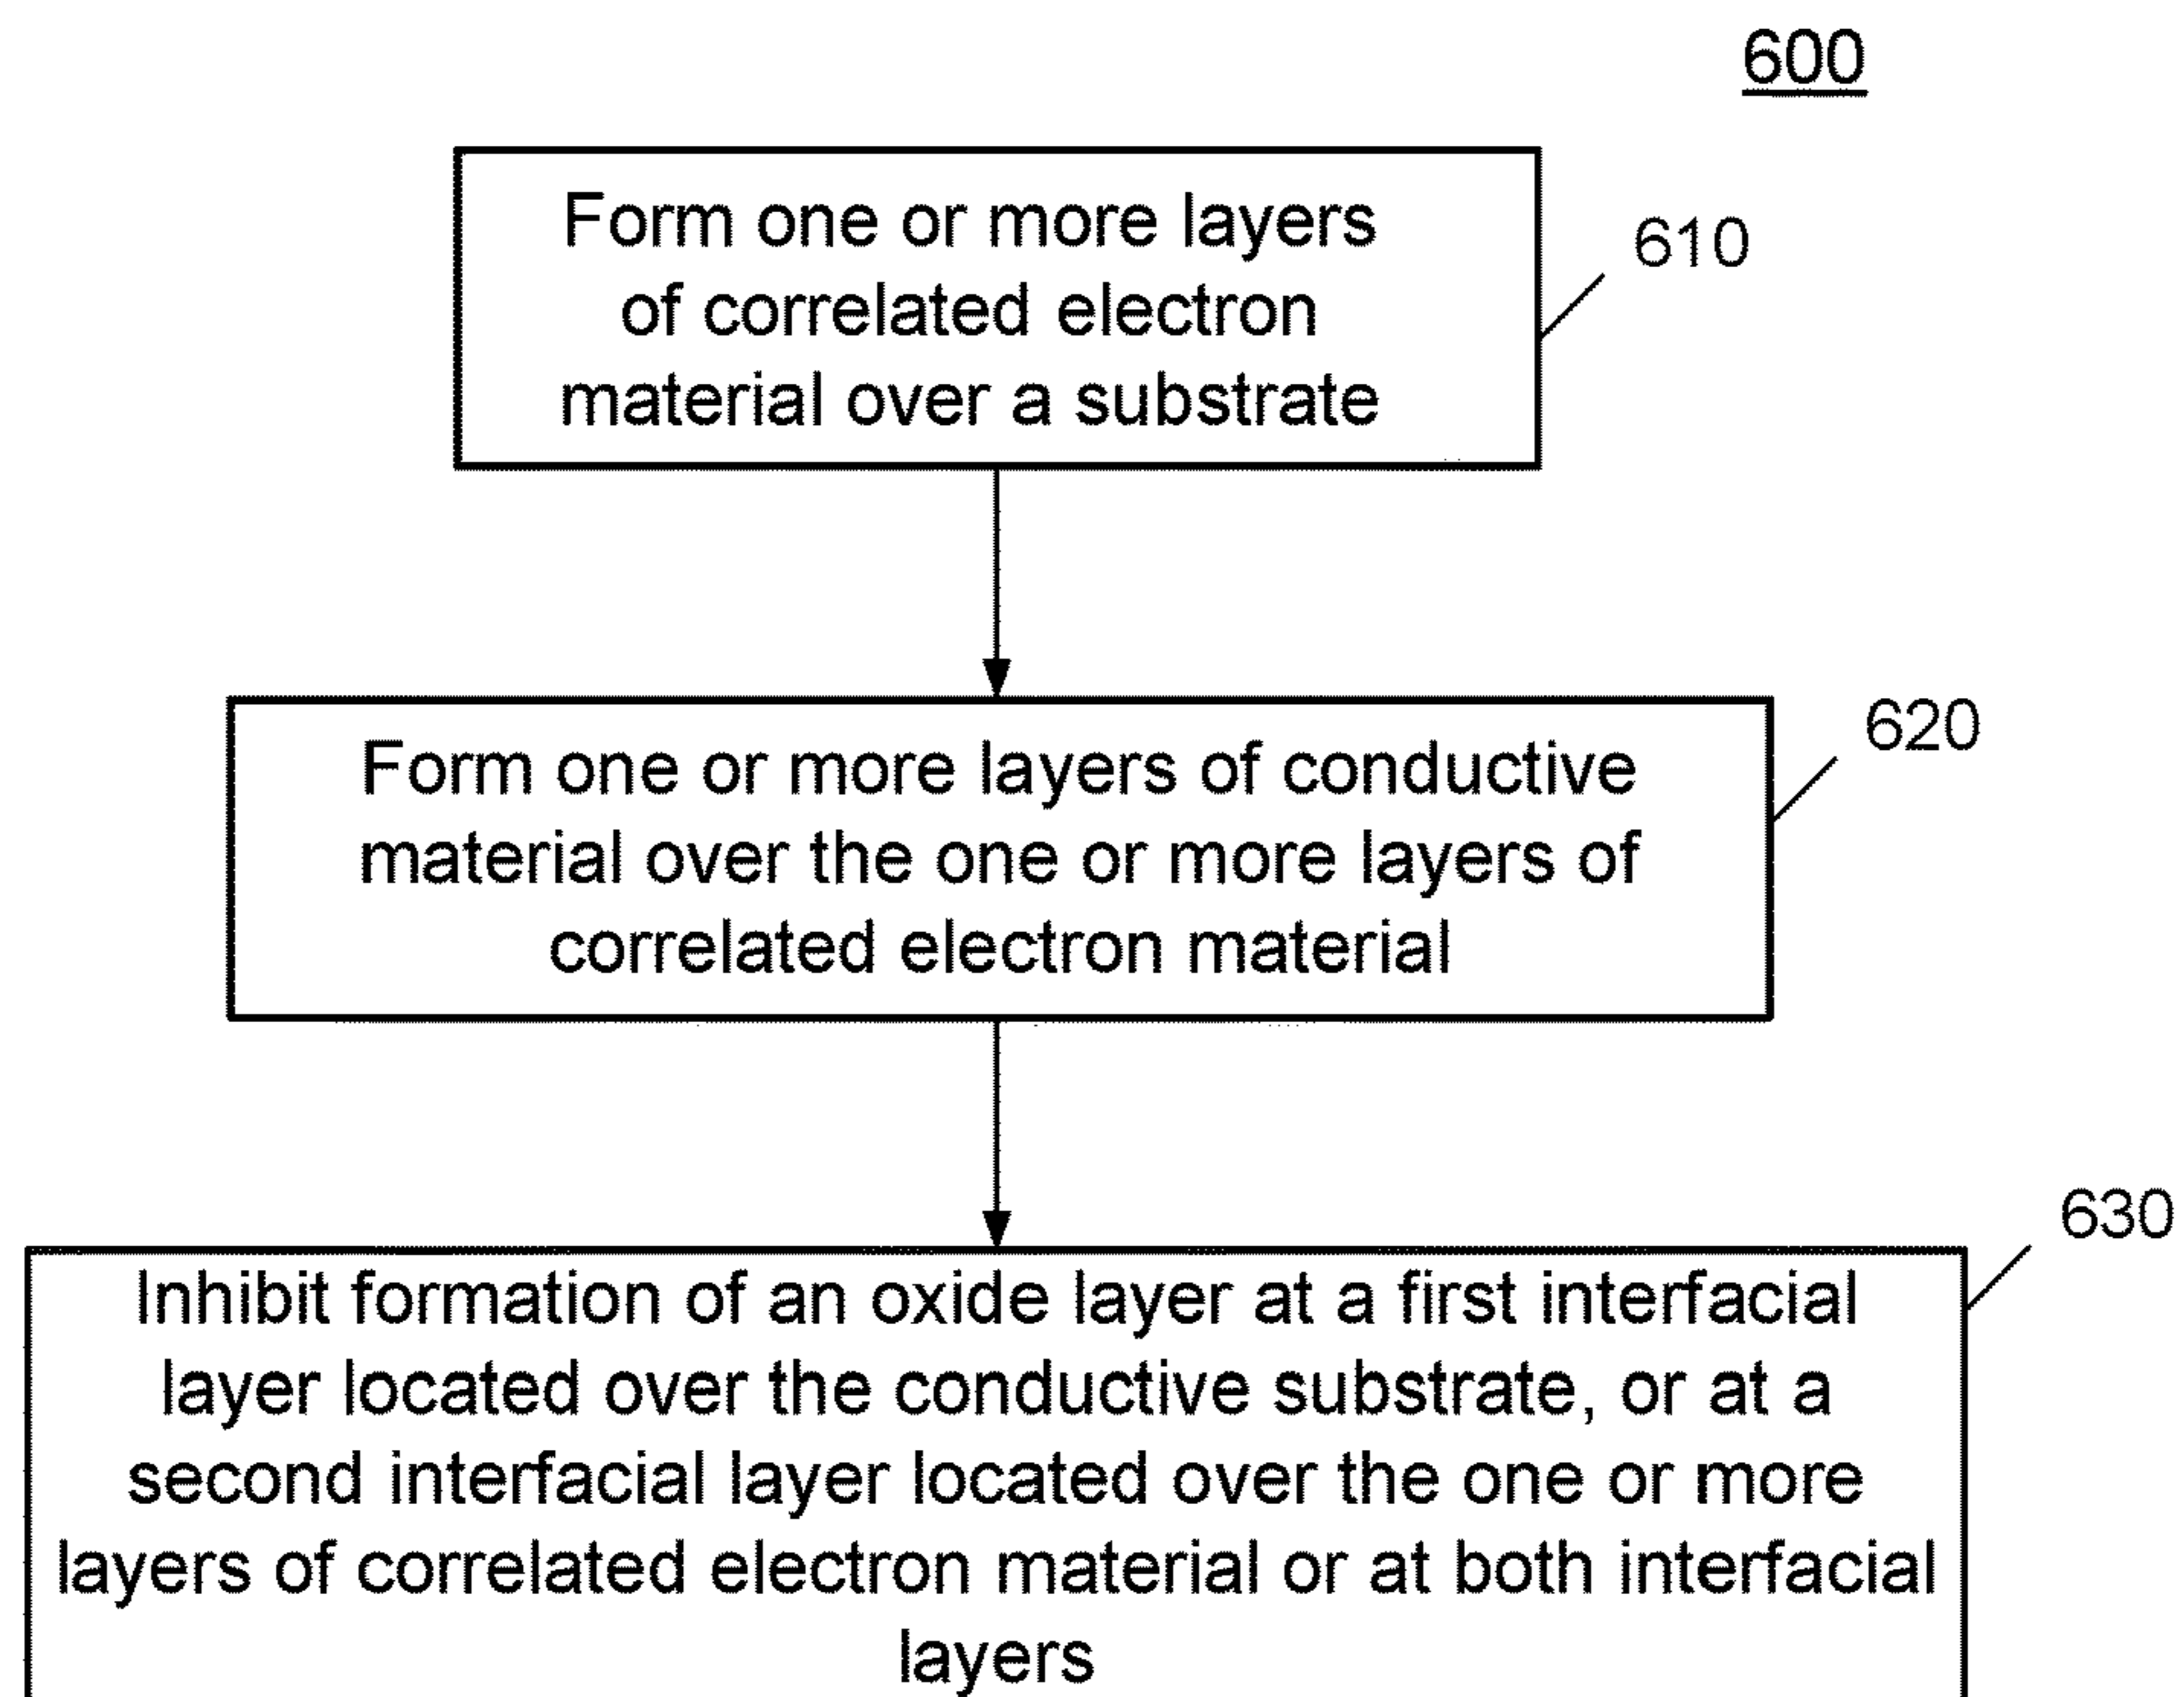 600
Form one or more layers
of correlated electron
material over a substrate
610
Form one or more layers of conductive
material over the one or more layers of
correlated electron material
620
Inhibit formation of an oxide layer at a first interfacial
layer located over the conductive substrate, or at a
second interfacial layer located over the one or more
layers of correlated electron material or at both interfacial
layers
630